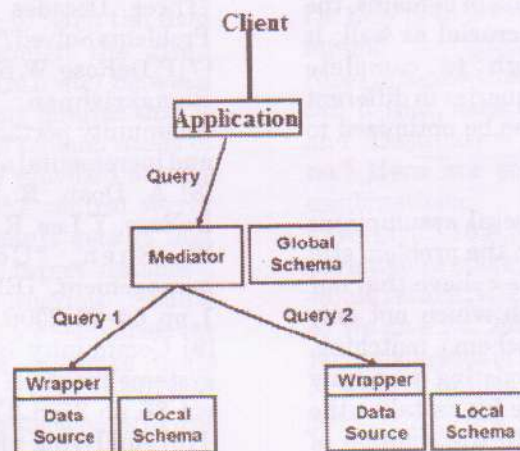 Client
Application
Query
Mediator
Global
Schema
Query 1
Query 2
Wrapper
Data
Source
Local
Schema
Wrapper
Data
Source
Local
Schema